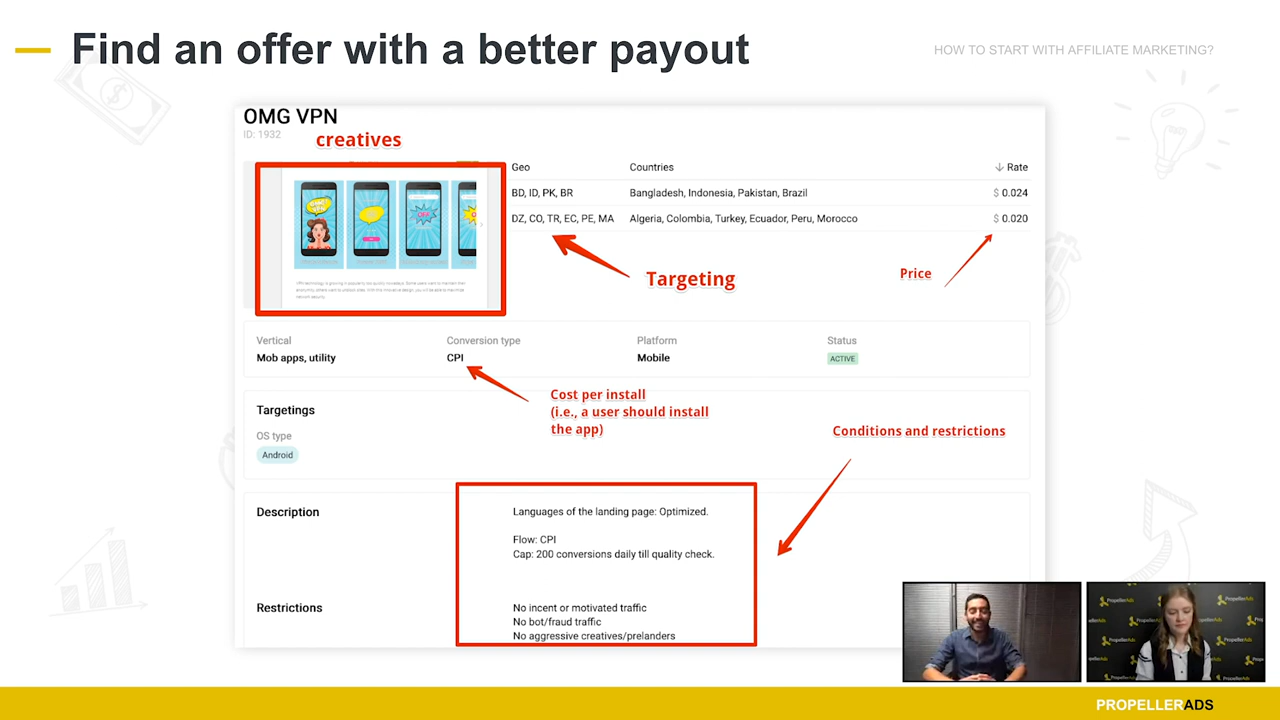 Find an offer with a better payout
HOW TO START WITH AFFILIATE MARKETING?
OMG VPN
ID: 1932
creatives
Geo Countries Rate
BD, ID, PK, BR Bangladesh, Indonesia, Pakistan, Brazil $ 0.024
DZ, CO, TR, EC, PE, MA Algeria, Colombia, Turkey, Ecuador, Peru, Morocco $ 0.020
OFF
Targeting
Price
Vertical Conversion type Platform Status
Mob apps, utility CPI Mobile ACTIVE
Cost per install
(i.e., a user should install
the app)
Targetings
OS type
Android
Conditions and restrictions
Description
Languages of the landing page: Optimized.
Flow: CPI
Cap: 200 conversions daily till quality check.
Restrictions
No incent or motivated traffic
No bot/fraud traffic
No aggressive creatives/prelanders
PropellerAds
PROPELLERADS